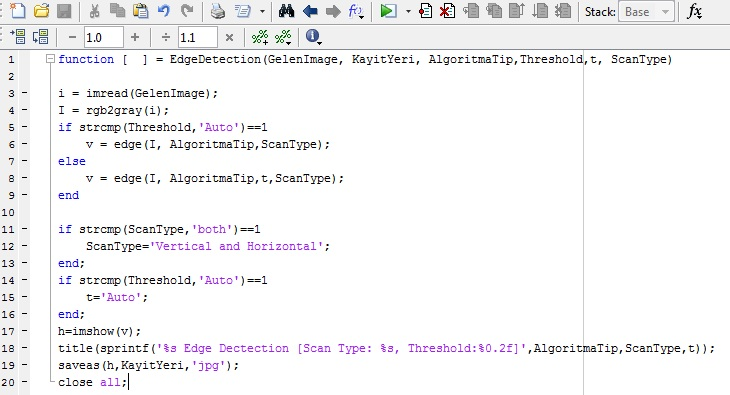 Stack: Base fx
- 1.0 + ÷ 1.1 ×
1 function [  ] = EdgeDetection(GelenImage, KayitYeri, AlgoritmaTip,Threshold,t, ScanType)
2
3 - i = imread(GelenImage);
4 - I = rgb2gray(i);
5 - if strcmp(Threshold,'Auto')==1
6 -     v = edge(I, AlgoritmaTip,ScanType);
7 - else
8 -     v = edge(I, AlgoritmaTip,t,ScanType);
9 - end
10
11 - if strcmp(ScanType,'both')==1
12 -     ScanType='Vertical and Horizontal';
13 - end;
14 - if strcmp(Threshold,'Auto')==1
15 -     t='Auto';
16 - end;
17 - h=imshow(v);
18 - title(sprintf('%s Edge Dectection [Scan Type: %s, Threshold:%0.2f]',AlgoritmaTip,ScanType,t));
19 - saveas(h,KayitYeri,'jpg');
20 - close all;